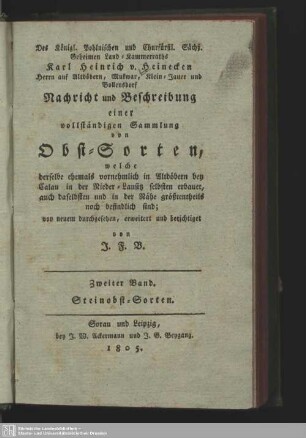 Des Königl. Pohlnischen und Churfürstl. Sächs.
Geheimen Land-Kammerraths
Karl Heinrich v. Heinecken
Herrn auf Altdöbern, Mukwar, Klein-Jauer und
Bollensdorf
Nachricht und Beschreibung
einer
vollständigen Sammlung
von
Obst-Sorten,
welche
derselbe ehemals vornehmlich in Altdöbern bey
Calau in der Nieder-Lausitz selbsten erbauet,
auch daselbsten und in der Nähe gröstentheils
noch befindlich sind;
von neuem durchgesehen, erweitert und berichtiget
von
J. F. B.
Zweiter Band.
Steinobst-Sorten.
Sorau und Leipzig,
bey J. W. Ackermann und J. G. Beygang.
1805.